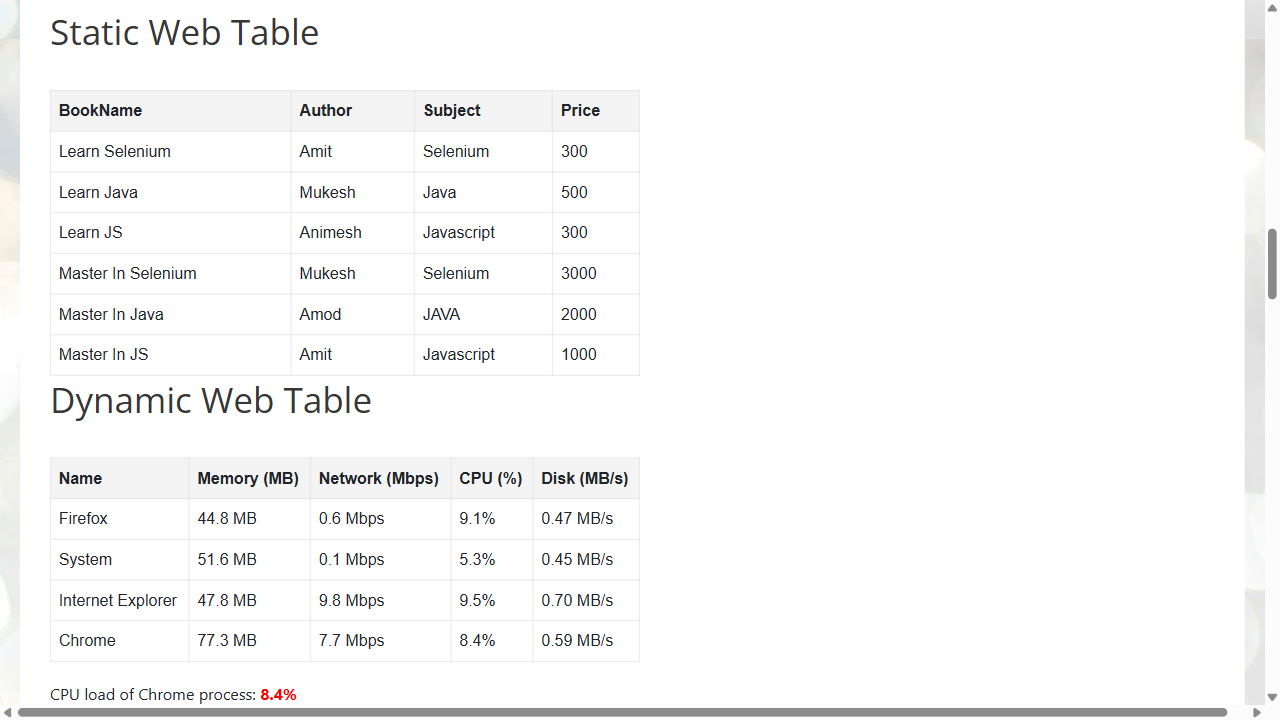 Static Web Table
BookName Author Subject Price
Learn Selenium Amit Selenium 300
Learn Java Mukesh Java 500
Learn JS Animesh Javascript 300
Master In Selenium Mukesh Selenium 3000
Master In Java Amod JAVA 2000
Master In JS Amit Javascript 1000
Dynamic Web Table
Name Memory (MB) Network (Mbps) CPU (%) Disk (MB/s)
Firefox 44.8 MB 0.6 Mbps 9.1% 0.47 MB/s
System 51.6 MB 0.1 Mbps 5.3% 0.45 MB/s
Internet Explorer 47.8 MB 9.8 Mbps 9.5% 0.70 MB/s
Chrome 77.3 MB 7.7 Mbps 8.4% 0.59 MB/s
CPU load of Chrome process: 8.4%